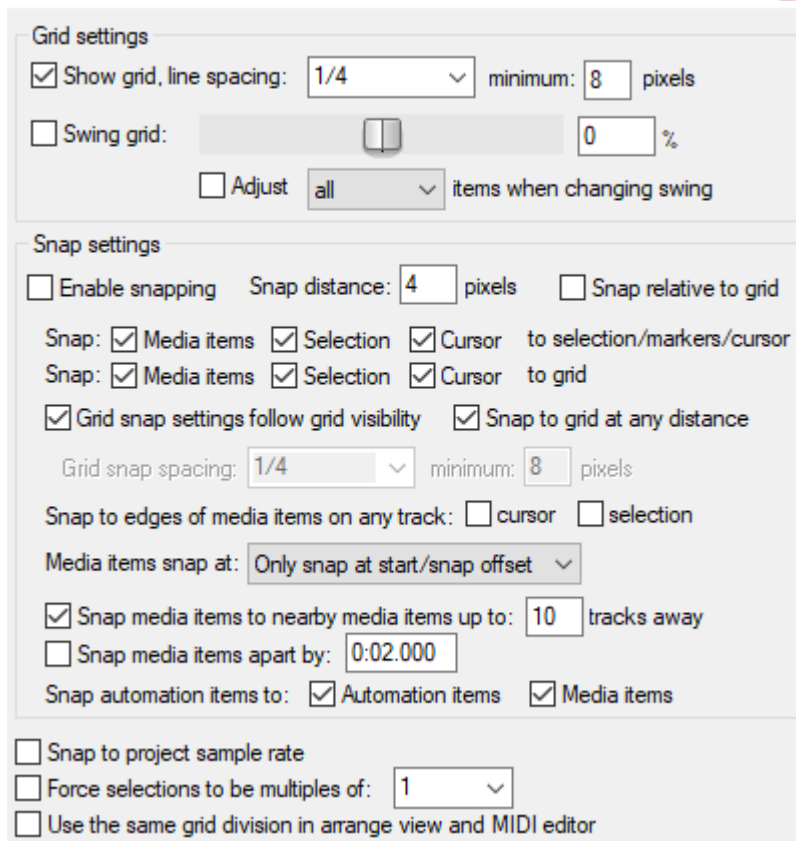 Grid settings
Show grid, line spacing: 1/4 minimum: 8 pixels
Swing grid: 0 %
Adjust all items when changing swing
Snap settings
Enable snapping Snap distance: 4 pixels Snap relative to grid
Snap: Media items Selection Cursor to selection/markers/cursor
Snap: Media items Selection Cursor to grid
Grid snap settings follow grid visibility Snap to grid at any distance
Grid snap spacing: 1/4 minimum: 8 pixels
Snap to edges of media items on any track: cursor selection
Media items snap at: Only snap at start/snap offset
Snap media items to nearby media items up to: 10 tracks away
Snap media items apart by: 0:02.000
Snap automation items to: Automation items Media items
Snap to project sample rate
Force selections to be multiples of: 1
Use the same grid division in arrange view and MIDI editor